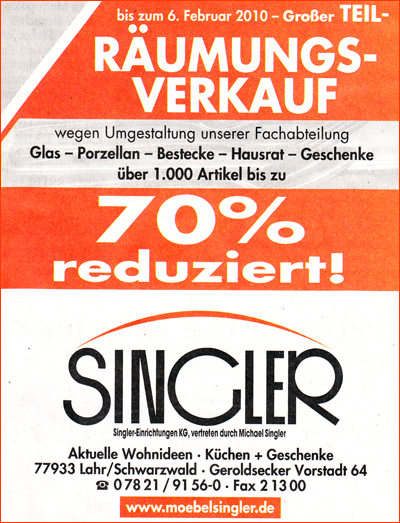 bis zum 6. Februar 2010 – Großer TEIL-
RÄUMUNGS-
VERKAUF
wegen Umgestaltung unserer Fachabteilung
Glas – Porzellan – Bestecke – Hausrat – Geschenke
über 1.000 Artikel bis zu
70%
reduziert!
SINGLER
Singler-Einrichtungen KG, vertreten durch Michael Singler
Aktuelle Wohnideen · Küchen + Geschenke
77933 Lahr/Schwarzwald · Geroldsecker Vorstadt 64
☎ 0 78 21 / 91 56-0 · Fax 2 13 00
www.moebelsingler.de